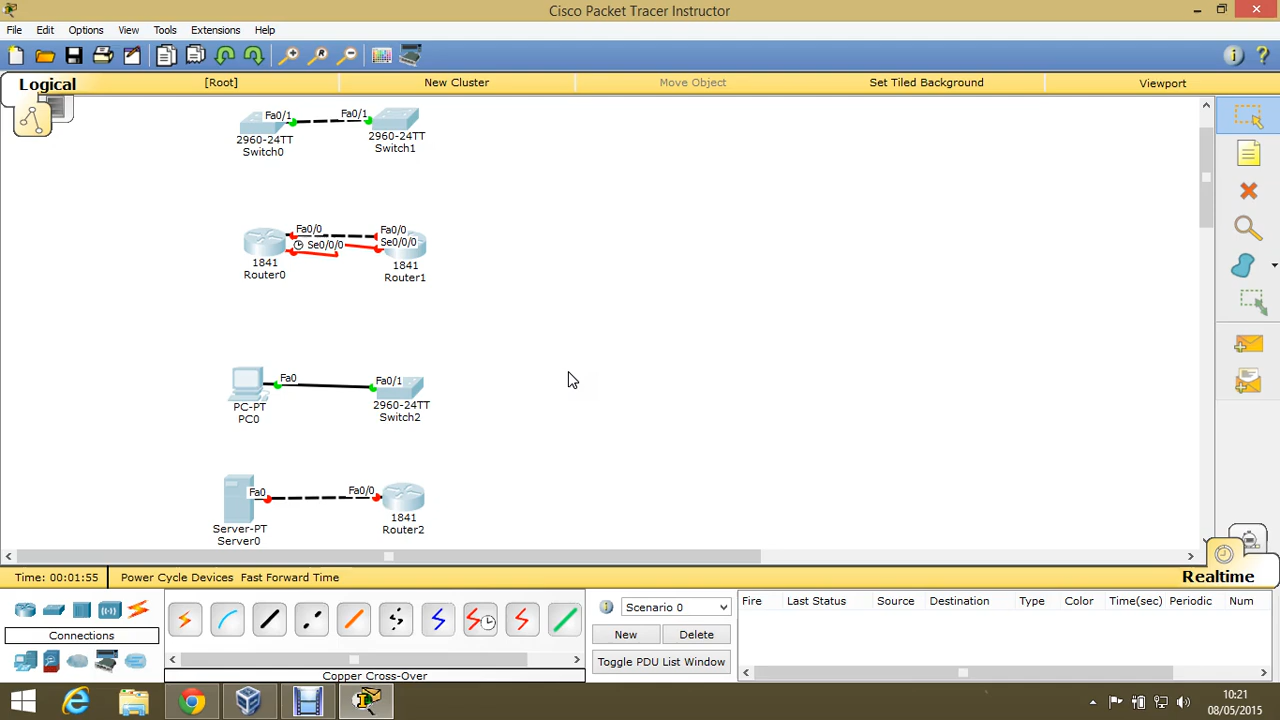 Cisco Packet Tracer Instructor
File Edit Options View Tools Extensions Help
Logical [Root] New Cluster Move Object Set Tiled Background Viewport
Fa0/1 Fa0/1
2960-24TT
Switch0
2960-24TT
Switch1
Fa0/0 Fa0/0
Se0/0/0 Se0/0/0
1841
Router0
1841
Router1
Fa0 Fa0/1
PC-PT
PC0
2960-24TT
Switch2
Fa0 Fa0/0
Server-PT
Server0
1841
Router2
Time: 00:01:55 Power Cycle Devices Fast Forward Time
Realtime
Connections
Copper Cross-Over
Scenario 0
New Delete
Toggle PDU List Window
Fire Last Status Source Destination Type Color Time(sec) Periodic Num
10:21
08/05/2015